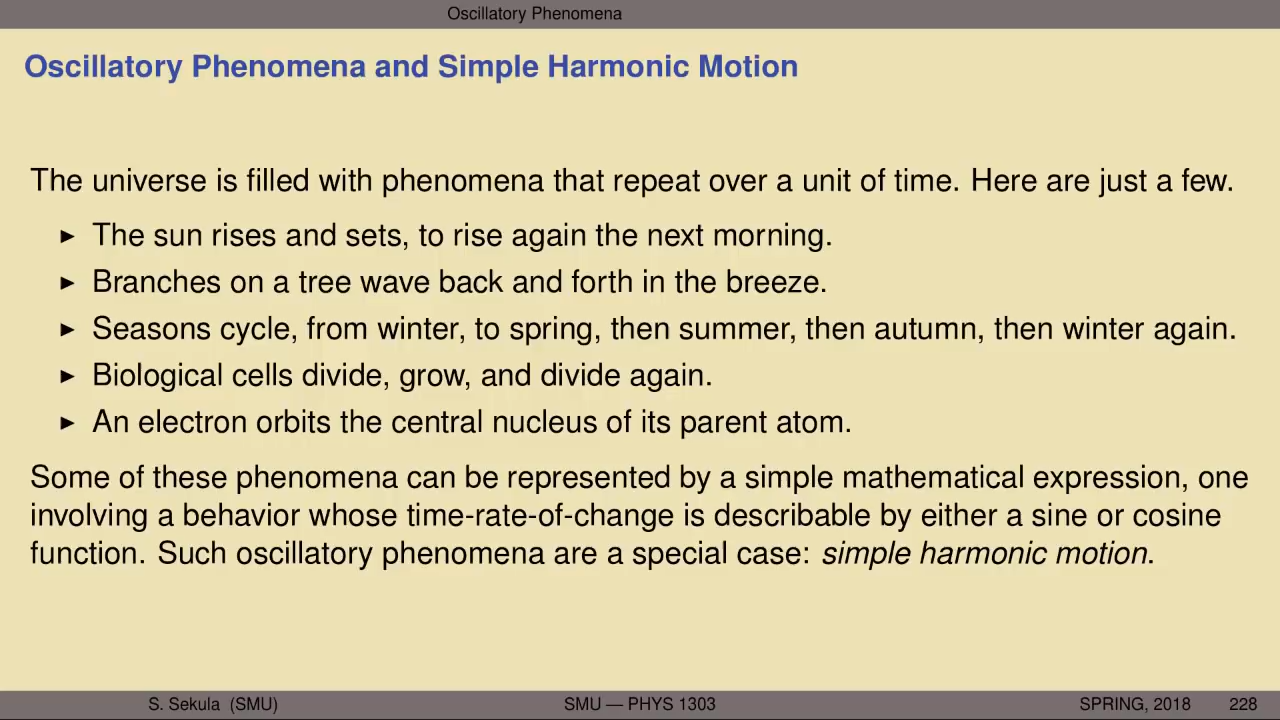 Oscillatory Phenomena
Oscillatory Phenomena and Simple Harmonic Motion
The universe is filled with phenomena that repeat over a unit of time. Here are just a few.
▶ The sun rises and sets, to rise again the next morning.
▶ Branches on a tree wave back and forth in the breeze.
▶ Seasons cycle, from winter, to spring, then summer, then autumn, then winter again.
▶ Biological cells divide, grow, and divide again.
▶ An electron orbits the central nucleus of its parent atom.
Some of these phenomena can be represented by a simple mathematical expression, one
involving a behavior whose time-rate-of-change is describable by either a sine or cosine
function. Such oscillatory phenomena are a special case: simple harmonic motion.
S. Sekula (SMU) SMU — PHYS 1303 SPRING, 2018 228